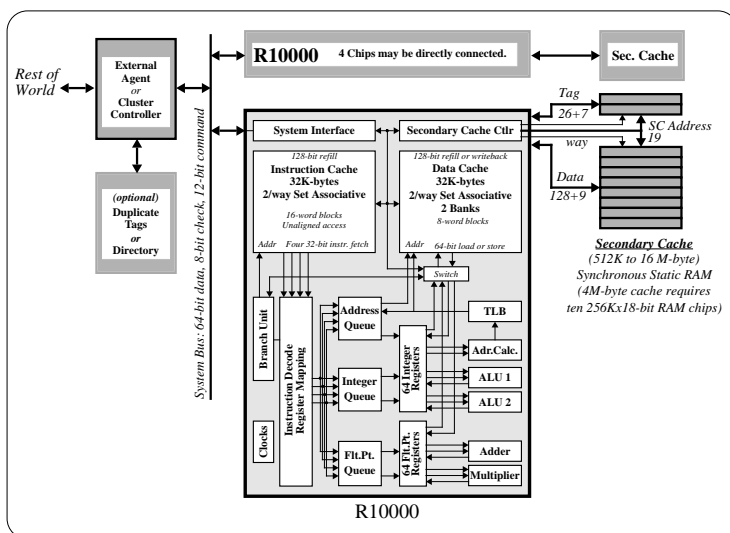 R10000 4 Chips may be directly connected.
Sec. Cache
Rest of
World
External
Agent
or
Cluster
Controller
(optional)
Duplicate
Tags
or
Directory
System Bus: 64-bit data, 8-bit check, 12-bit command
System Interface
Secondary Cache Ctlr
Tag
26+7
SC Address
19
way
Data
128+9
128-bit refill
Instruction Cache
32K-bytes
2/way Set Associative
16-word blocks
Unaligned access
Addr Four 32-bit instr. fetch
128-bit refill or writeback
Data Cache
32K-bytes
2/way Set Associative
2 Banks
8-word blocks
Addr 64-bit load or store
Secondary Cache
(512K to 16 M-byte)
Synchronous Static RAM
(4M-byte cache requires
ten 256Kx18-bit RAM chips)
Switch
Branch Unit
Clocks
Instruction Decode
Register Mapping
Address
Queue
Integer
Queue
Flt.Pt.
Queue
64 Integer
Registers
64 Flt.Pt.
Registers
TLB
Adr.Calc.
ALU 1
ALU 2
Adder
Multiplier
R10000